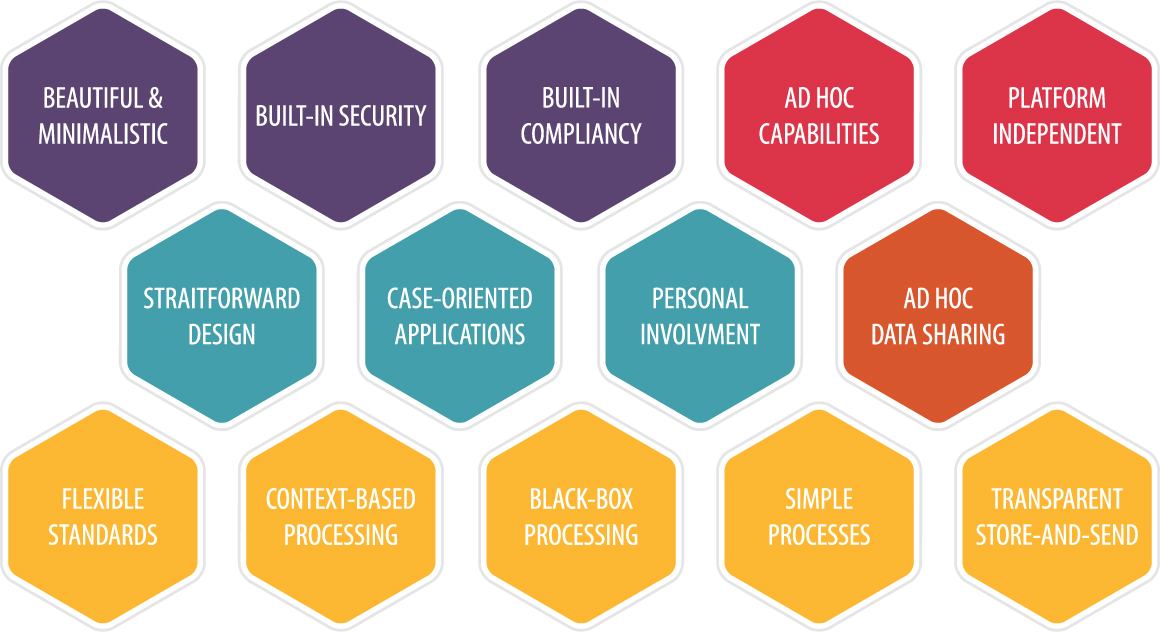 BEAUTIFUL &
MINIMALISTIC
BUILT-IN SECURITY
BUILT-IN
COMPLIANCY
AD HOC
CAPABILITIES
PLATFORM
INDEPENDENT
STRAITFORWARD
DESIGN
CASE-ORIENTED
APPLICATIONS
PERSONAL
INVOLVMENT
AD HOC
DATA SHARING
FLEXIBLE
STANDARDS
CONTEXT-BASED
PROCESSING
BLACK-BOX
PROCESSING
SIMPLE
PROCESSES
TRANSPARENT
STORE-AND-SEND